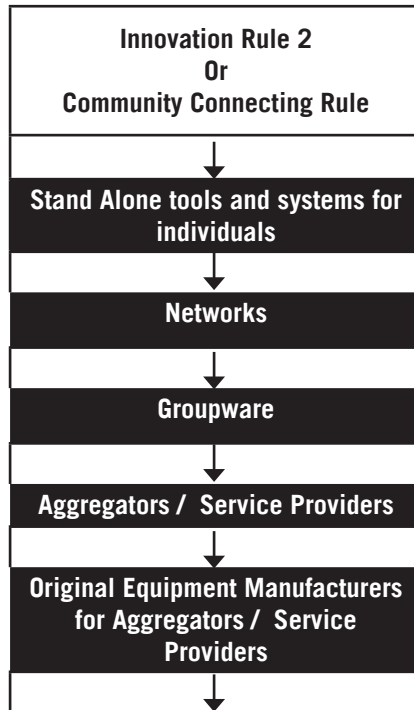 Innovation Rule 2
Or
Community Connecting Rule
Stand Alone tools and systems for
individuals
Networks
Groupware
Aggregators / Service Providers
Original Equipment Manufacturers
for Aggregators / Service
Providers